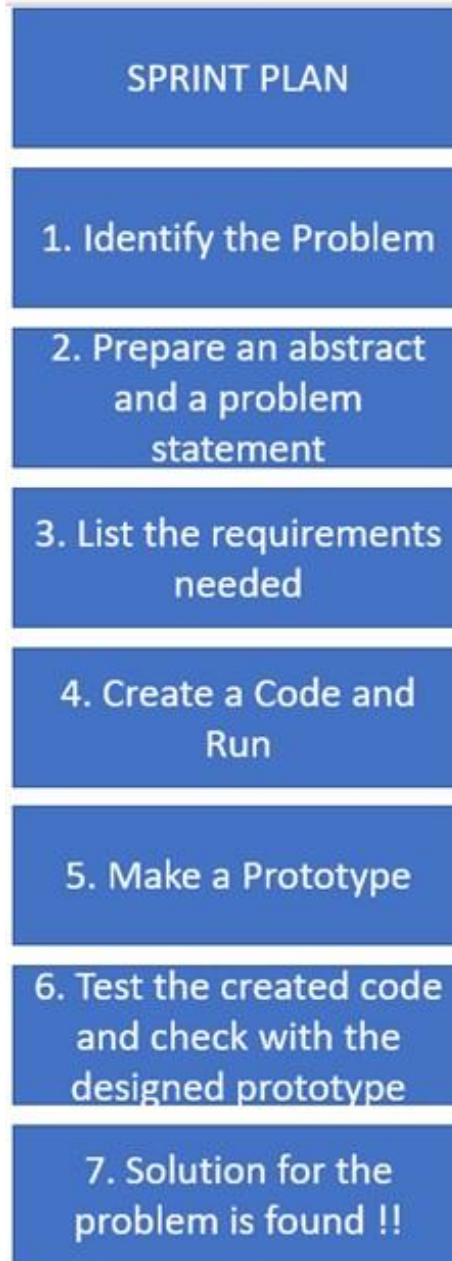 SPRINT PLAN
1. Identify the Problem
2. Prepare an abstract
and a problem
statement
3. List the requirements
needed
4. Create a Code and
Run
5. Make a Prototype
6. Test the created code
and check with the
designed prototype
7. Solution for the
problem is found !!